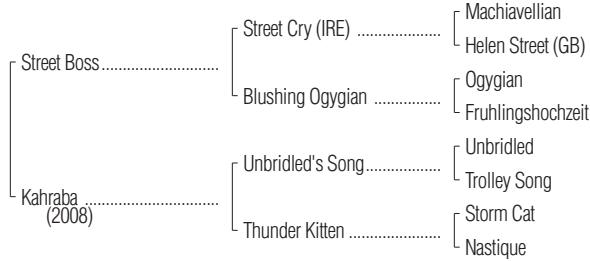 Machiavellian
Street Cry (IRE) ....................
Helen Street (GB)
Street Boss............................
Ogygian
Blushing Ogygian ................
Fruhlingshochzeit
Unbridled
Unbridled's Song..................
Trolley Song
Kahraba ................................
(2008)
Storm Cat
Thunder Kitten ......................
Nastique